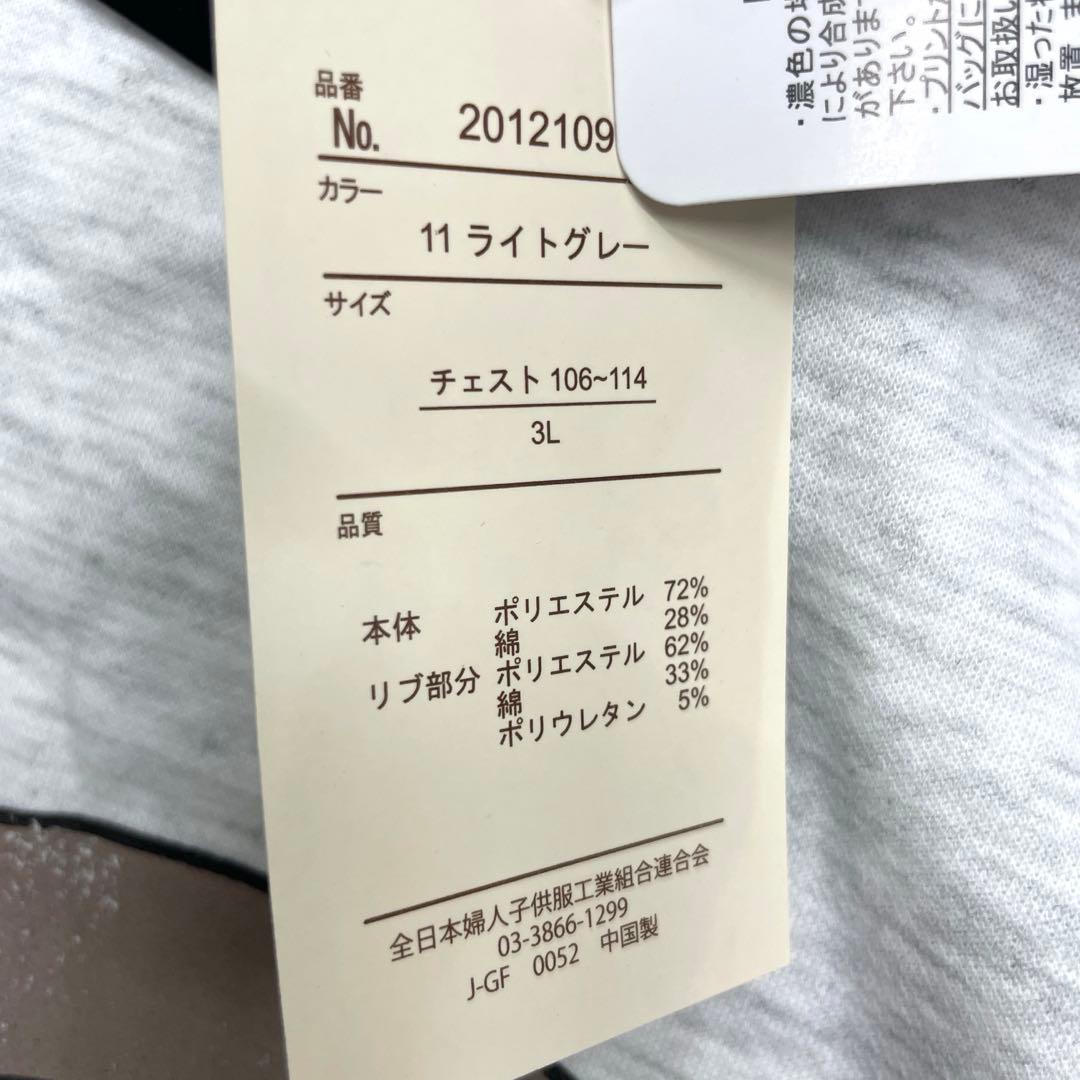 品番
No. 2012109
カラー
11 ライトグレー
サイズ
チェスト 106~114
3L
品質
本体 ポリエステル 72%
綿 28%
リブ部分 ポリエステル 62%
綿 33%
ポリウレタン 5%
全日本婦人子供服工業組合連合会
03-3866-1299
J-GF 0052 中国製
・濃色の
により合成
がありま
下さい。
・プリント
バッグに
お取扱し
・湿った
放置 ま